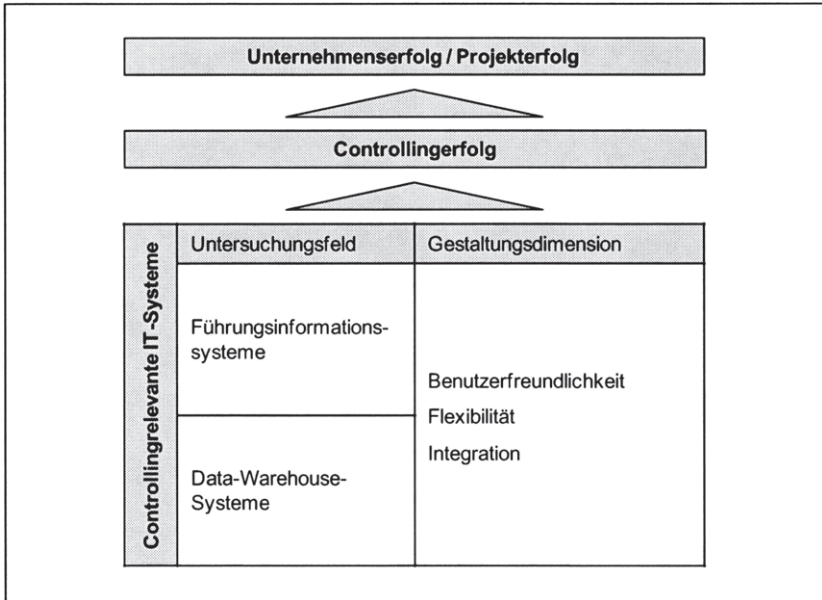 Unternehmenserfolg / Projekterfolg
Controllingerfolg
Controllingrelevante IT-Systeme
Untersuchungsfeld
Gestaltungsdimension
Führungsinformations-
systeme
Data-Warehouse-
Systeme
Benutzerfreundlichkeit
Flexibilität
Integration